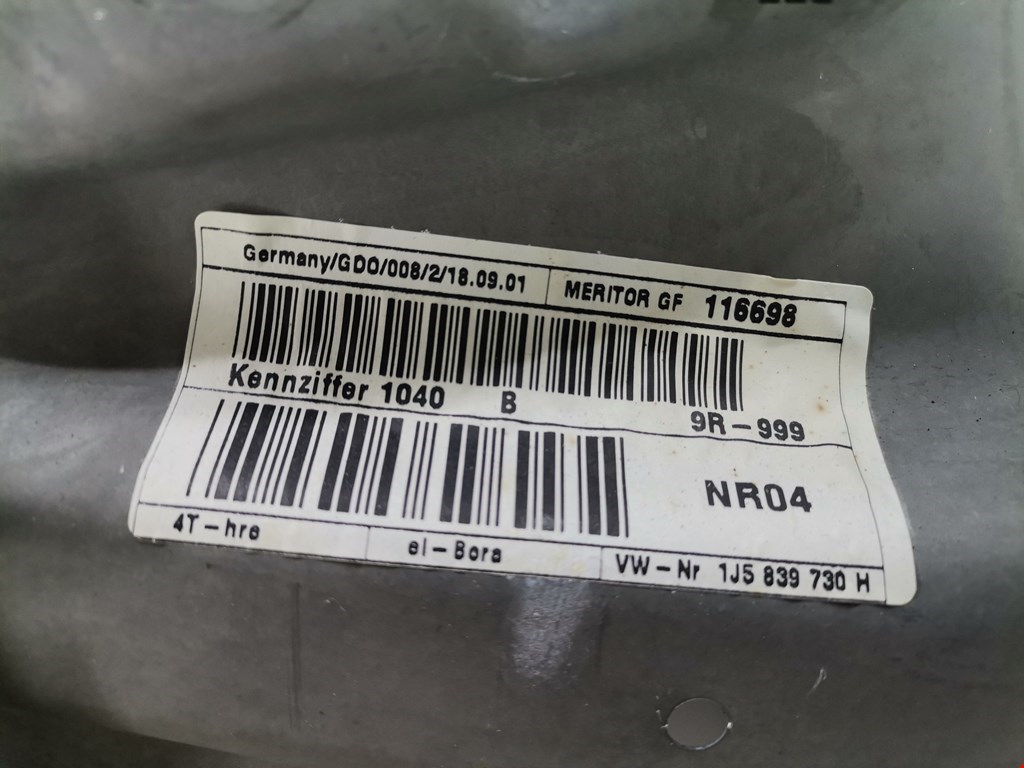 Germany/GDO/008/2/18.09.01
MERITOR GF 116698
Kennziffer 1040 B 9R-999
NR04
4T-hre
el-Bora
VW-Nr 1J5 839 730 H